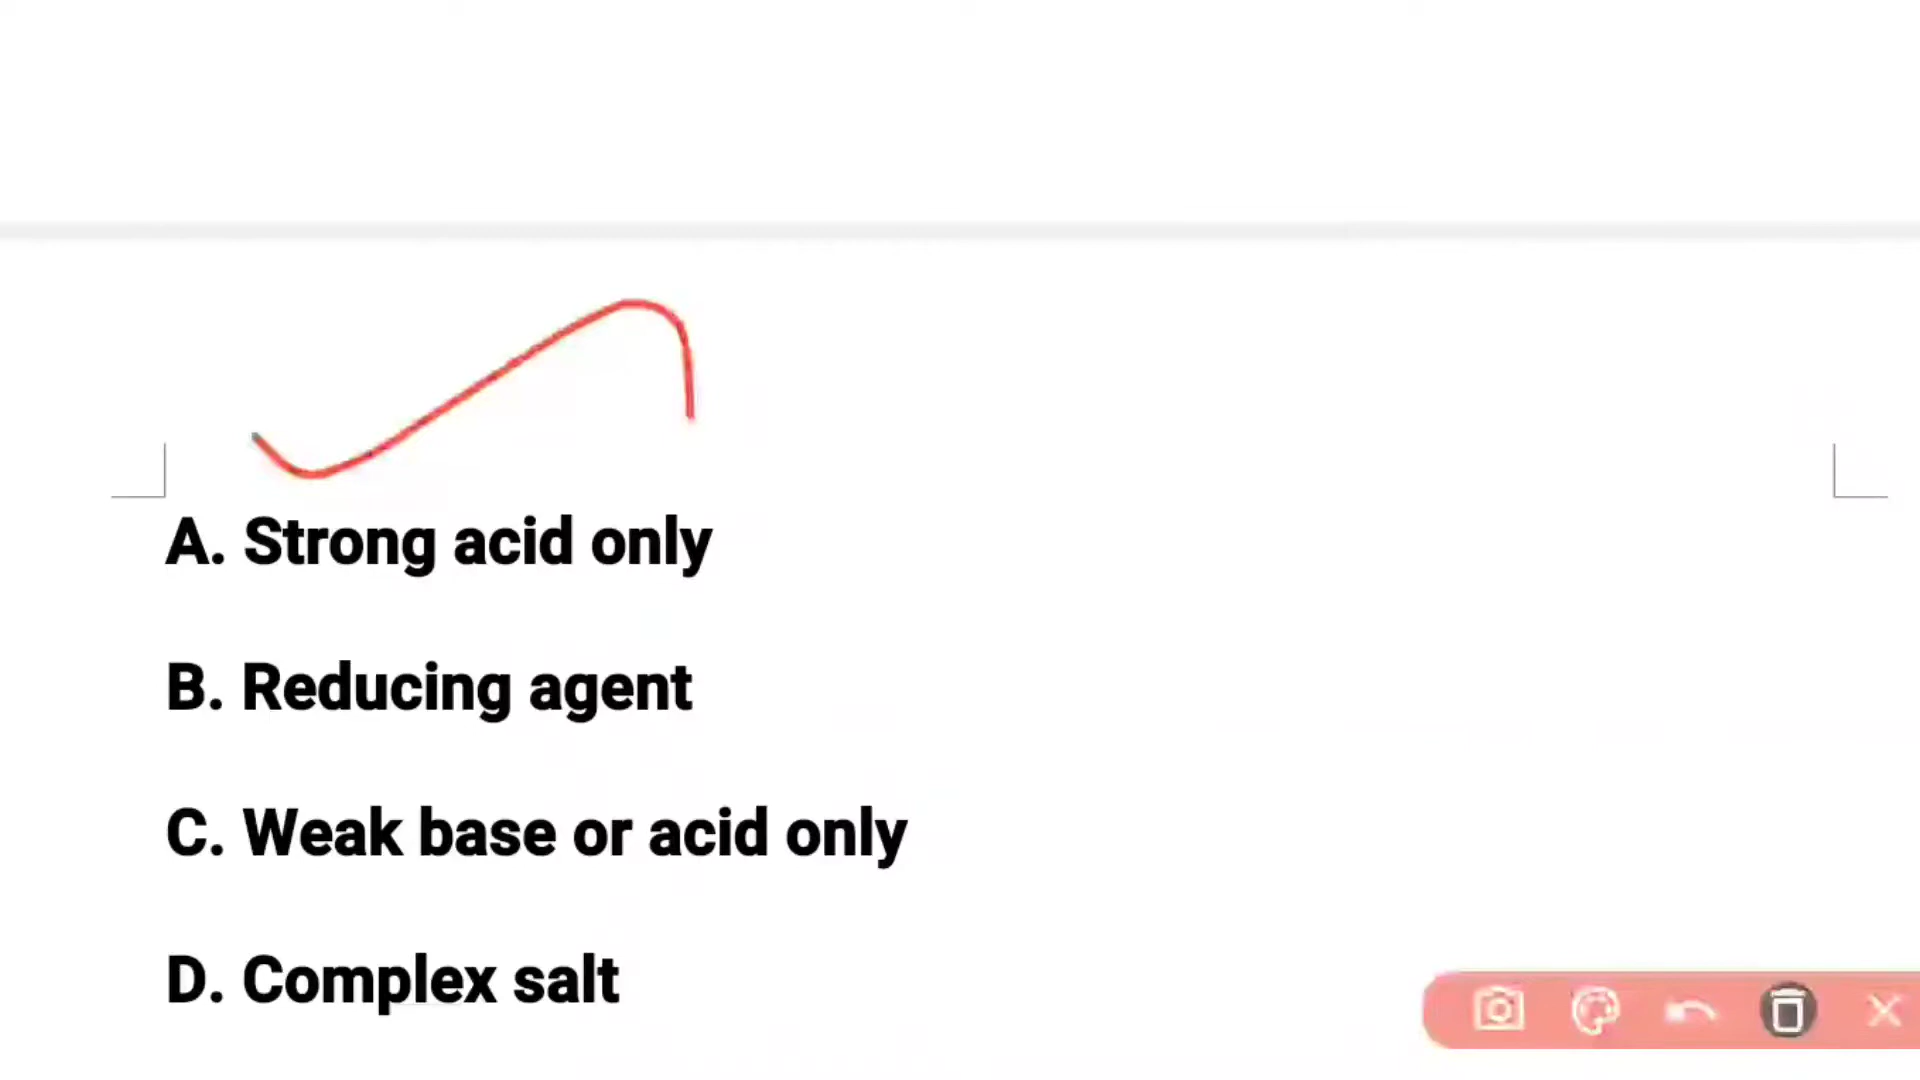 A. Strong acid only
B. Reducing agent
C. Weak base or acid only
D. Complex salt